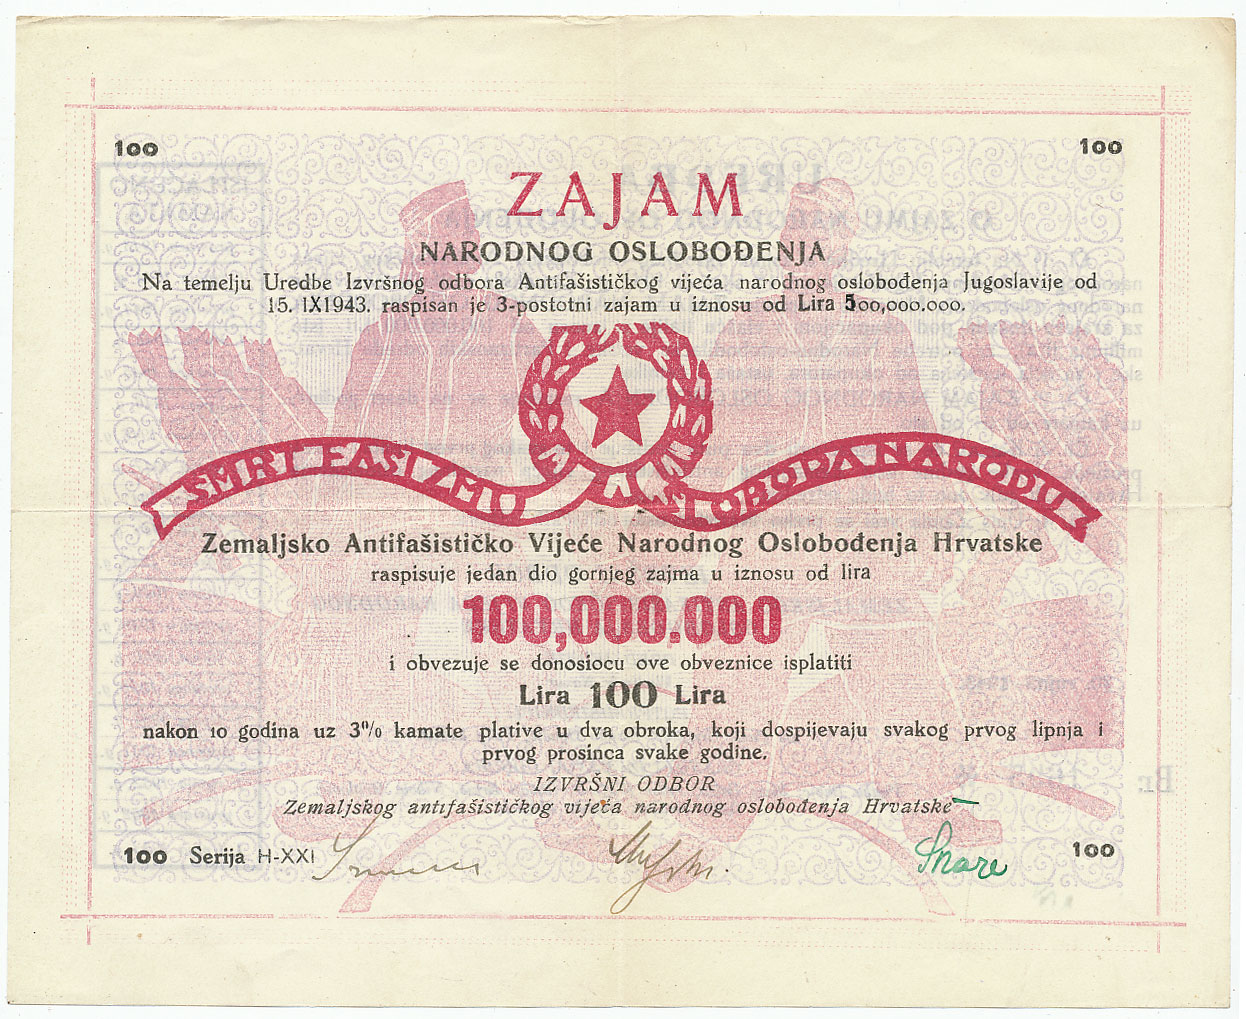 100 100
ZAJAM
NARODNOG OSLOBOĐENJA
Na temelju Uredbe Izvršnog odbora Antifašističkog vijeća narodnog oslobođenja Jugoslavije od
15. IX 1943. raspisan je 3-postotni zajam u iznosu od Lira 500,000.000.
SMRT FAŠIZMU SLOBODA NARODU
Zemaljsko Antifašističko Vijeće Narodnog Oslobođenja Hrvatske
raspisuje jedan dio gornjeg zajma u iznosu od lira
100,000.000
i obvezuje se donosiocu ove obveznice isplatiti
Lira 100 Lira
nakon 10 godina uz 3% kamate plative u dva obroka, koji dospijevaju svakog prvog lipnja i
prvog prosinca svake godine.
IZVRŠNI ODBOR
Zemaljskog antifašističkog vijeća narodnog oslobođenja Hrvatske
100 Serija H-XXI 100